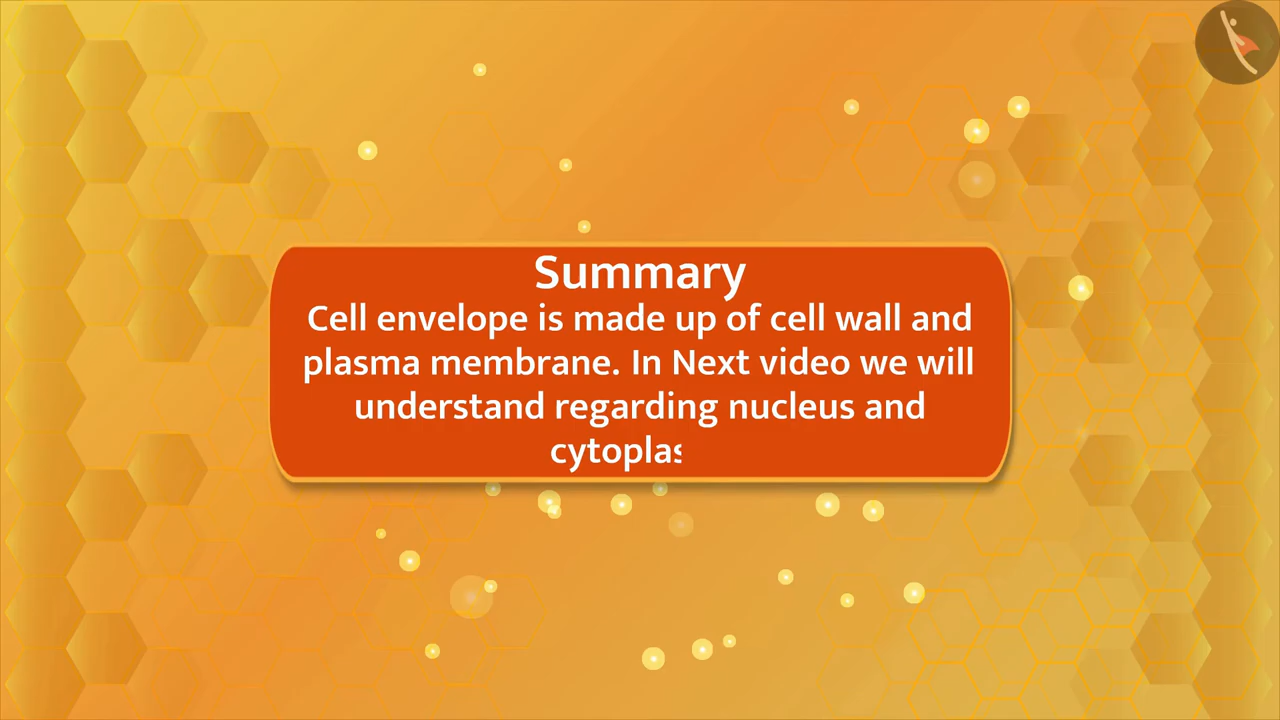 Summary
Cell envelope is made up of cell wall and
plasma membrane. In Next video we will
understand regarding nucleus and
cytoplas